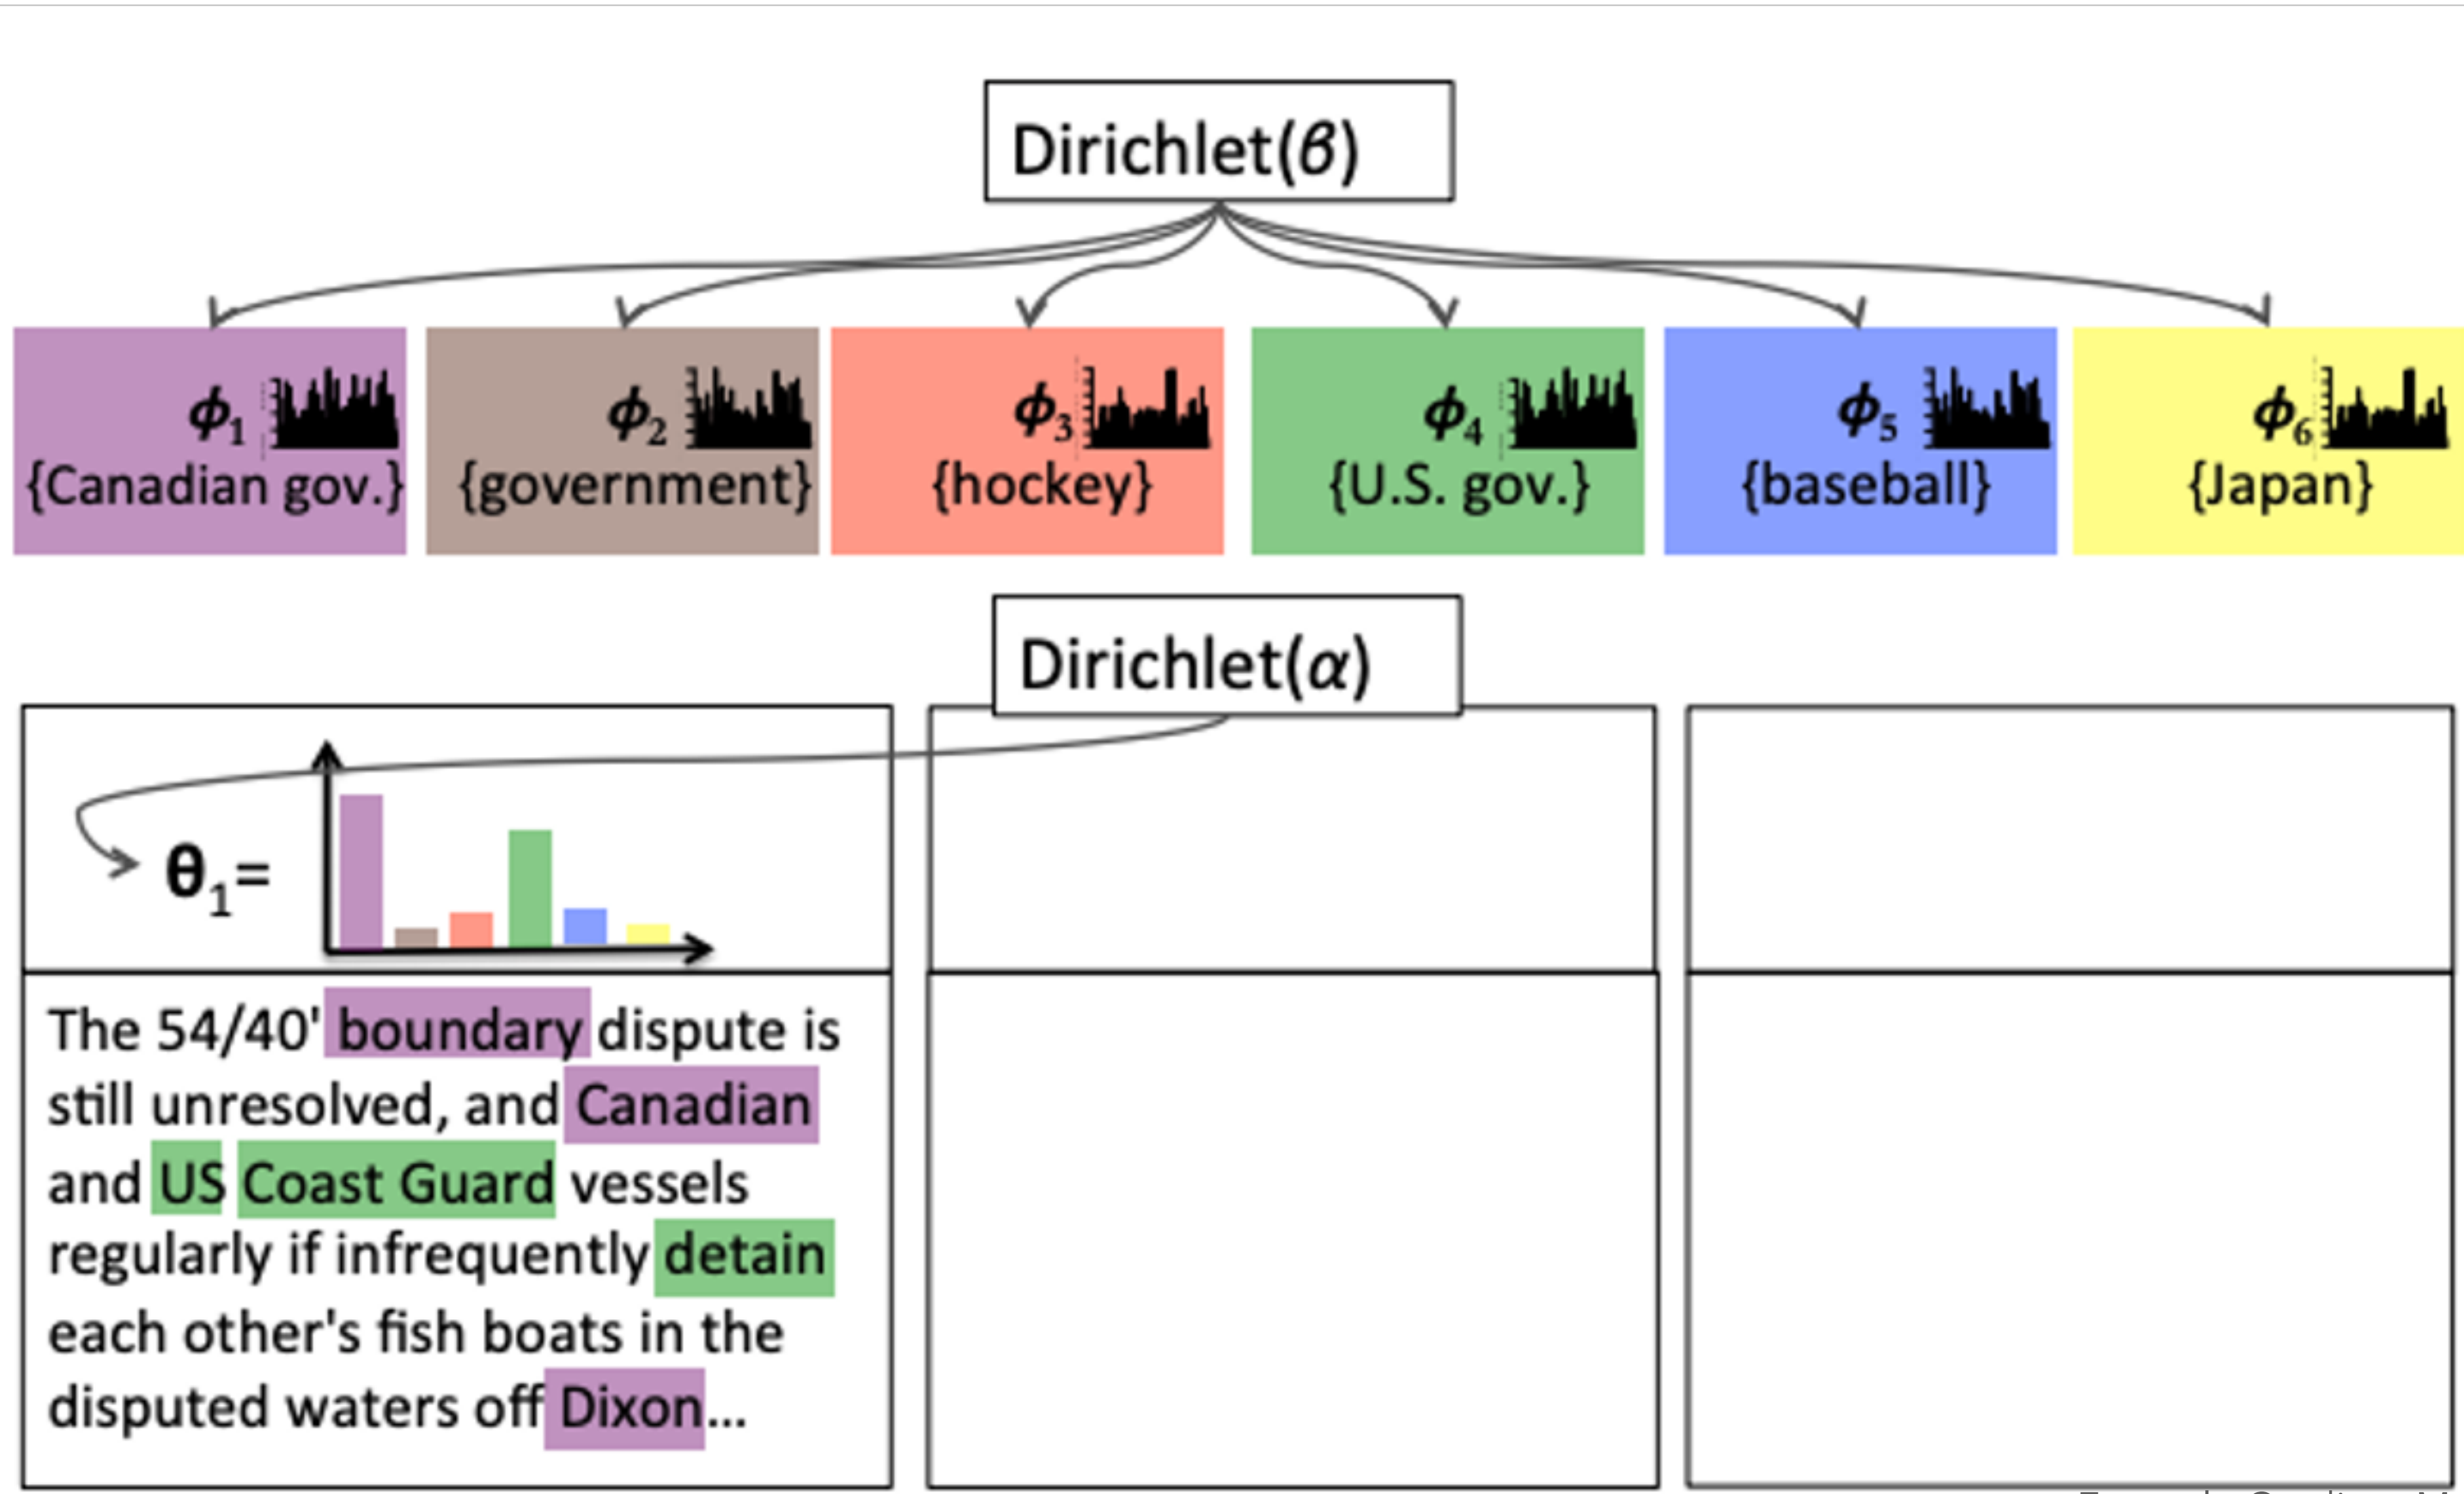 Dirichlet(β)
ϕ1
{Canadian gov.}
ϕ2
{government}
ϕ3
{hockey}
ϕ4
{U.S. gov.}
ϕ5
{baseball}
ϕ6
{Japan}
Dirichlet(α)
θ1=
The 54/40' boundary dispute is
still unresolved, and Canadian
and US Coast Guard vessels
regularly if infrequently detain
each other's fish boats in the
disputed waters off Dixon...